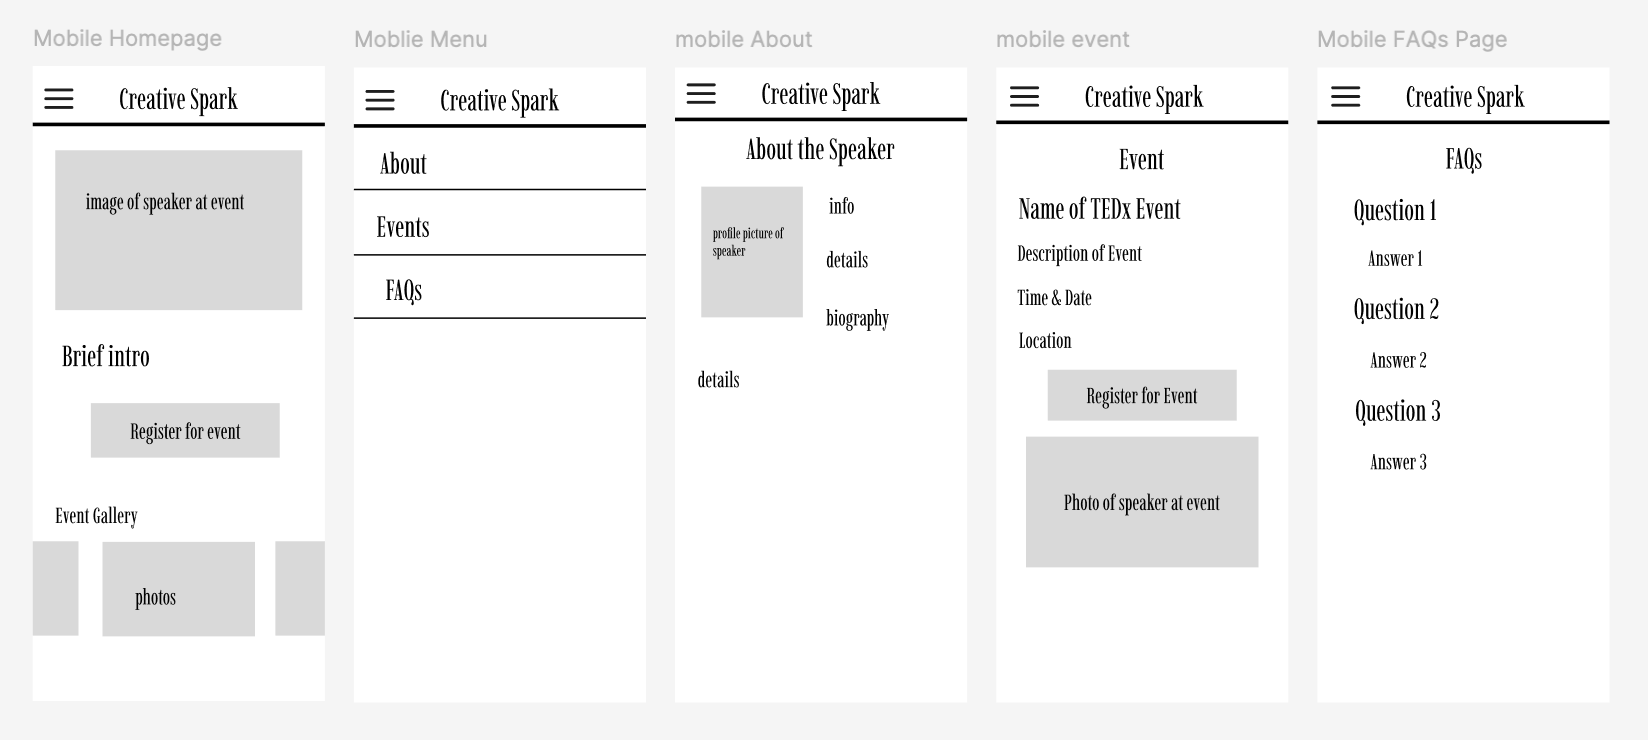 Mobile Homepage
Creative Spark
image of speaker at event
Brief intro
Register for event
Event Gallery
photos
Moblie Menu
Creative Spark
About
Events
FAQs
mobile About
Creative Spark
About the Speaker
profile picture of
speaker
info
details
biography
details
mobile event
Creative Spark
Event
Name of TEDx Event
Description of Event
Time & Date
Location
Register for Event
Photo of speaker at event
Mobile FAQs Page
Creative Spark
FAQs
Question 1
Answer 1
Question 2
Answer 2
Question 3
Answer 3